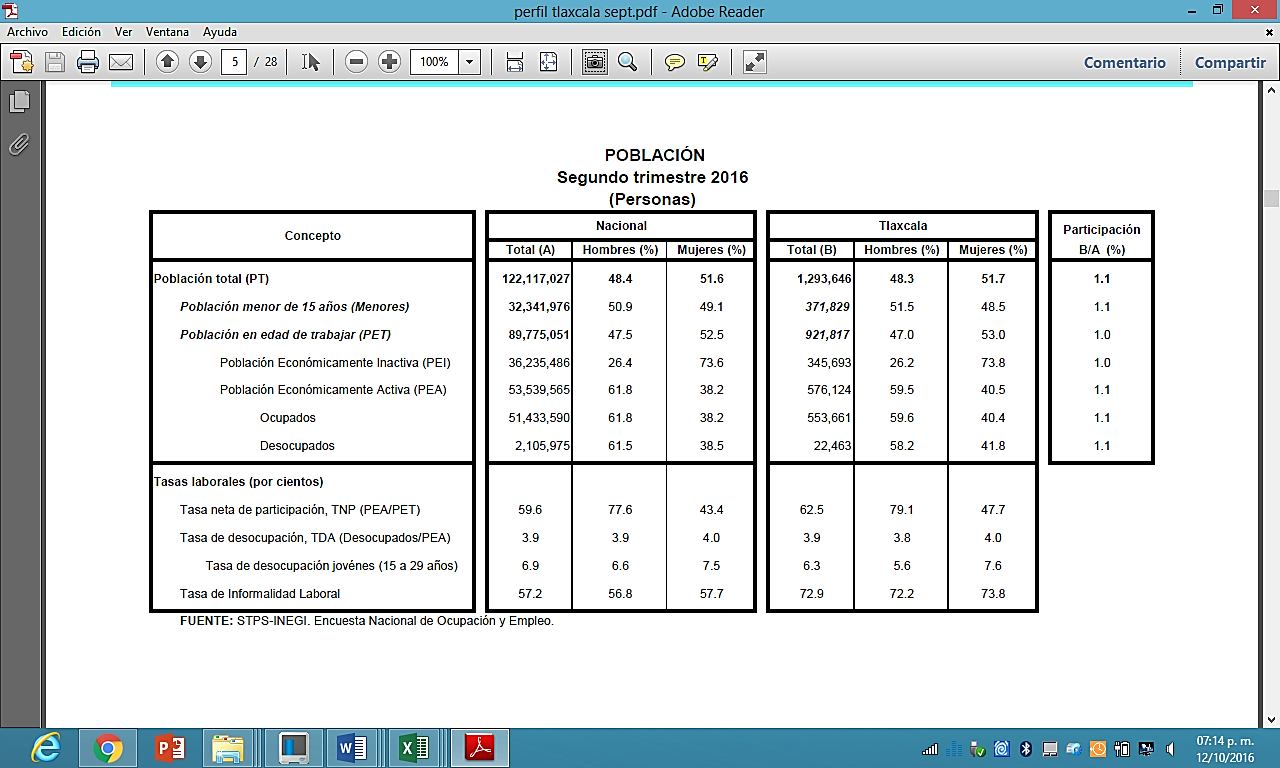 perfil tlaxcala sept.pdf - Adobe Reader
Archivo Edición Ver Ventana Ayuda
5 / 28 100% Comentario Compartir
POBLACIÓN
Segundo trimestre 2016
(Personas)
Concepto Nacional Tlaxcala Participación B/A (%)
Total (A) Hombres (%) Mujeres (%) Total (B) Hombres (%) Mujeres (%)
Población total (PT) 122,117,027 48.4 51.6 1,293,646 48.3 51.7 1.1
Población menor de 15 años (Menores) 32,341,976 50.9 49.1 371,829 51.5 48.5 1.1
Población en edad de trabajar (PET) 89,775,051 47.5 52.5 921,817 47.0 53.0 1.0
Población Económicamente Inactiva (PEI) 36,235,486 26.4 73.6 345,693 26.2 73.8 1.0
Población Económicamente Activa (PEA) 53,539,565 61.8 38.2 576,124 59.5 40.5 1.1
Ocupados 51,433,590 61.8 38.2 553,661 59.6 40.4 1.1
Desocupados 2,105,975 61.5 38.5 22,463 58.2 41.8 1.1
Tasas laborales (por cientos)
Tasa neta de participación, TNP (PEA/PET) 59.6 77.6 43.4 62.5 79.1 47.7
Tasa de desocupación, TDA (Desocupados/PEA) 3.9 3.9 4.0 3.9 3.8 4.0
Tasa de desocupación jovénes (15 a 29 años) 6.9 6.6 7.5 6.3 5.6 7.6
Tasa de Informalidad Laboral 57.2 56.8 57.7 72.9 72.2 73.8
FUENTE: STPS-INEGI. Encuesta Nacional de Ocupación y Empleo.
07:14 p. m.
12/10/2016